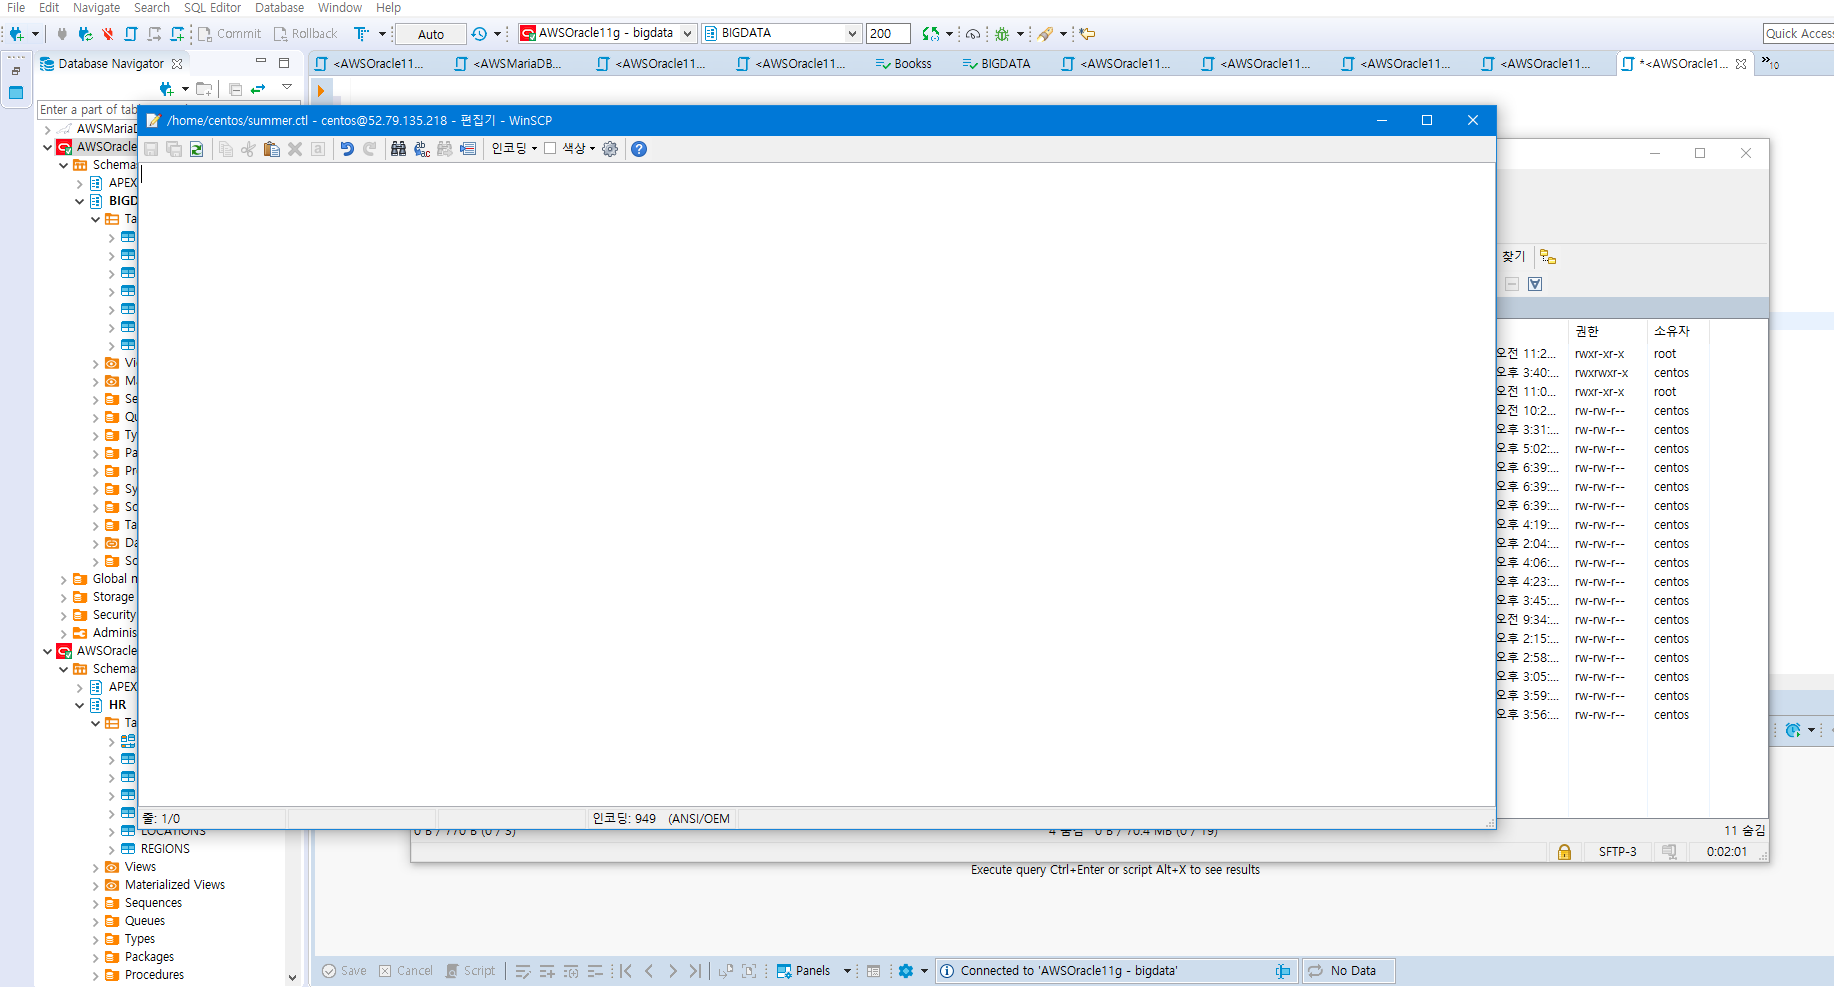 File Edit Navigate Search SQL Editor Database Window Help
Commit Rollback Auto AWSOracle11g - bigdata BIGDATA 200 Quick Access
Database Navigator
<AWSOracle11... <AWSMariaDB... <AWSOracle11... <AWSOracle11... Bookss BIGDATA <AWSOracle11... <AWSOracle11... <AWSOracle11... <AWSOracle11... *<AWSOracle1... »10
Enter a part of tab
AWSMariaD
AWSOracle
Schema
APEX
BIGD
Ta
Vi
M
Se
Q
Ty
Pa
Pr
Sy
Sc
Ta
Da
Sc
Global n
Storage
Security
Adminis
AWSOracle
Schema
APEX
HR
Ta
LOCATIONS
REGIONS
Views
Materialized Views
Sequences
Queues
Types
Packages
Procedures
/home/centos/summer.ctl - centos@52.79.135.218 - 편집기 - WinSCP
인코딩 색상
줄: 1/0 인코딩: 949 (ANSI/OEM
찾기
권한 소유자
오전 11:2... rwxr-xr-x root
오후 3:40:... rwxrwxr-x centos
오전 11:0... rwxr-xr-x root
오전 10:2... rw-rw-r-- centos
오후 3:31:... rw-rw-r-- centos
오후 5:02:... rw-rw-r-- centos
오후 6:39:... rw-rw-r-- centos
오후 6:39:... rw-rw-r-- centos
오후 6:39:... rw-rw-r-- centos
오후 4:19:... rw-rw-r-- centos
오후 2:04:... rw-rw-r-- centos
오후 4:06:... rw-rw-r-- centos
오후 4:23:... rw-rw-r-- centos
오후 3:45:... rw-rw-r-- centos
오전 9:34:... rw-rw-r-- centos
오후 2:15:... rw-rw-r-- centos
오후 2:58:... rw-rw-r-- centos
오후 3:05:... rw-rw-r-- centos
오후 3:59:... rw-rw-r-- centos
오후 3:56:... rw-rw-r-- centos
0 B / 770 B (0 / 3) 4 숨김 0 B / 70.4 MB (0 / 19) 11 숨김
SFTP-3 0:02:01
Execute query Ctrl+Enter or script Alt+X to see results
Save Cancel Script Panels Connected to 'AWSOracle11g - bigdata' No Data